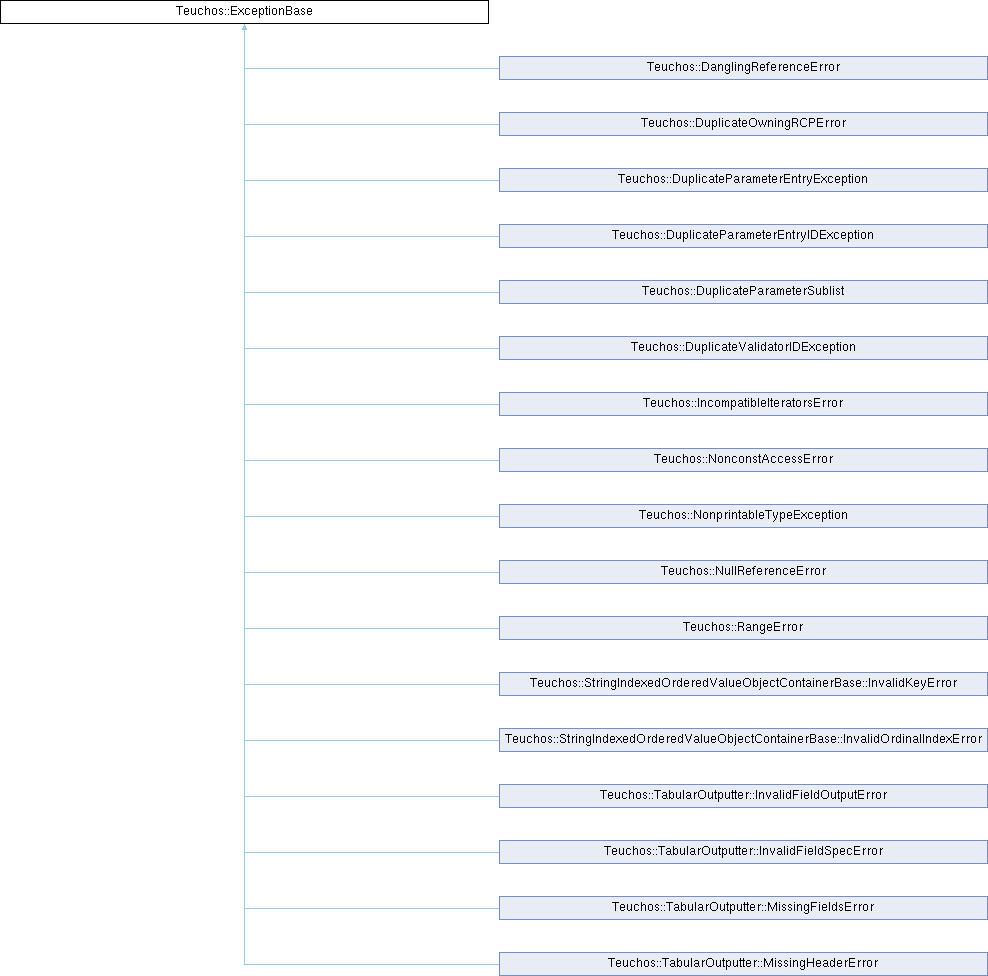 Teuchos::ExceptionBase
Teuchos::DanglingReferenceError
Teuchos::DuplicateOwningRCPError
Teuchos::DuplicateParameterEntryException
Teuchos::DuplicateParameterEntryIDException
Teuchos::DuplicateParameterSublist
Teuchos::DuplicateValidatorIDException
Teuchos::IncompatibleIteratorsError
Teuchos::NonconstAccessError
Teuchos::NonprintableTypeException
Teuchos::NullReferenceError
Teuchos::RangeError
Teuchos::StringIndexedOrderedValueObjectContainerBase::InvalidKeyError
Teuchos::StringIndexedOrderedValueObjectContainerBase::InvalidOrdinalIndexError
Teuchos::TabularOutputter::InvalidFieldOutputError
Teuchos::TabularOutputter::InvalidFieldSpecError
Teuchos::TabularOutputter::MissingFieldsError
Teuchos::TabularOutputter::MissingHeaderError